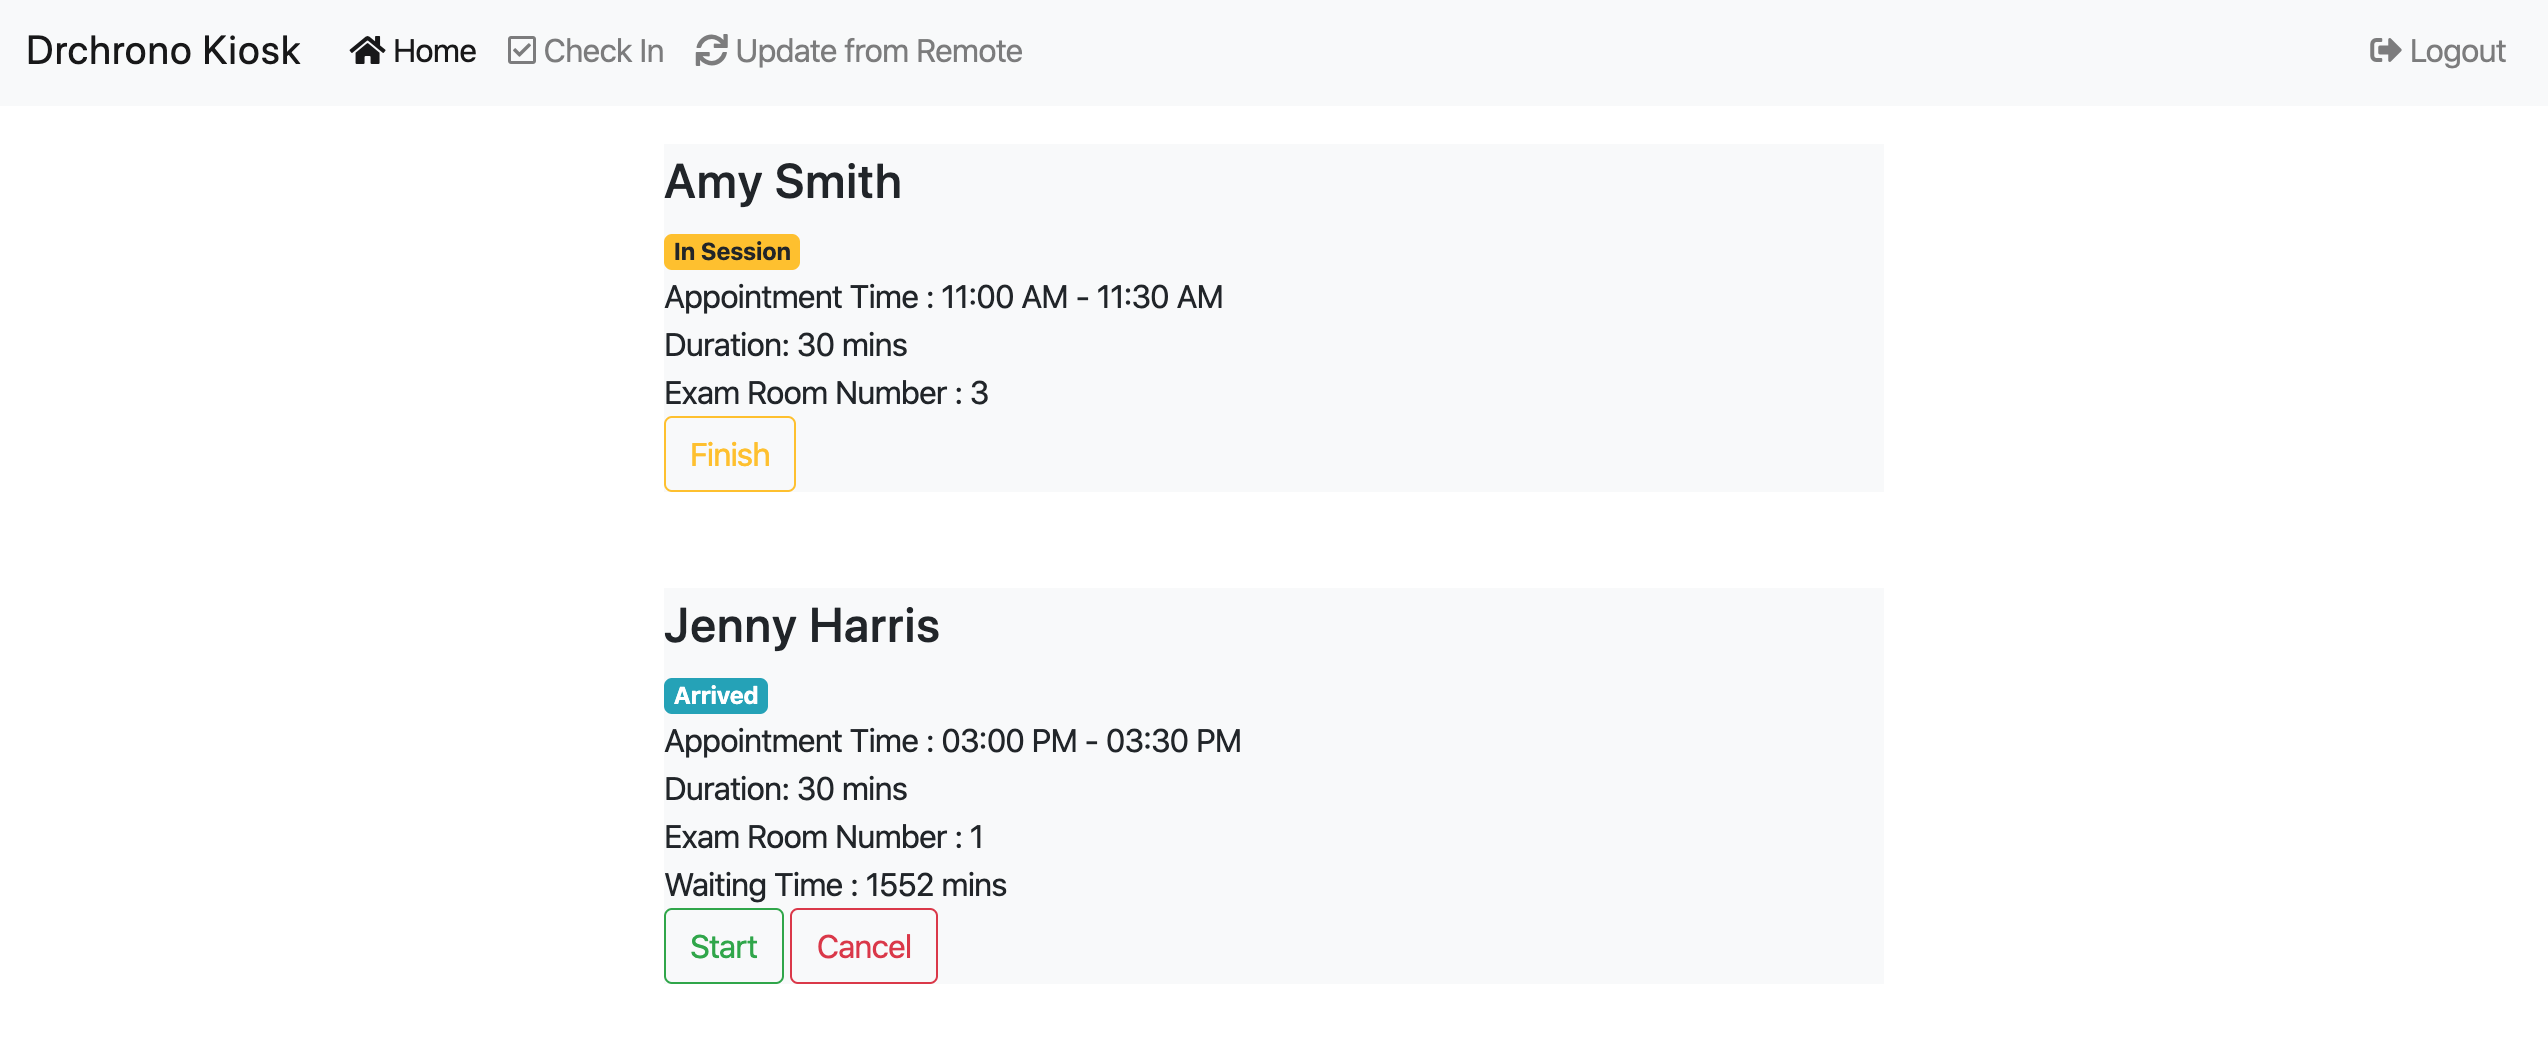 Drchrono Kiosk Home Check In Update from Remote Logout
Amy Smith
In Session
Appointment Time : 11:00 AM - 11:30 AM
Duration: 30 mins
Exam Room Number : 3
Finish
Jenny Harris
Arrived
Appointment Time : 03:00 PM - 03:30 PM
Duration: 30 mins
Exam Room Number : 1
Waiting Time : 1552 mins
Start Cancel